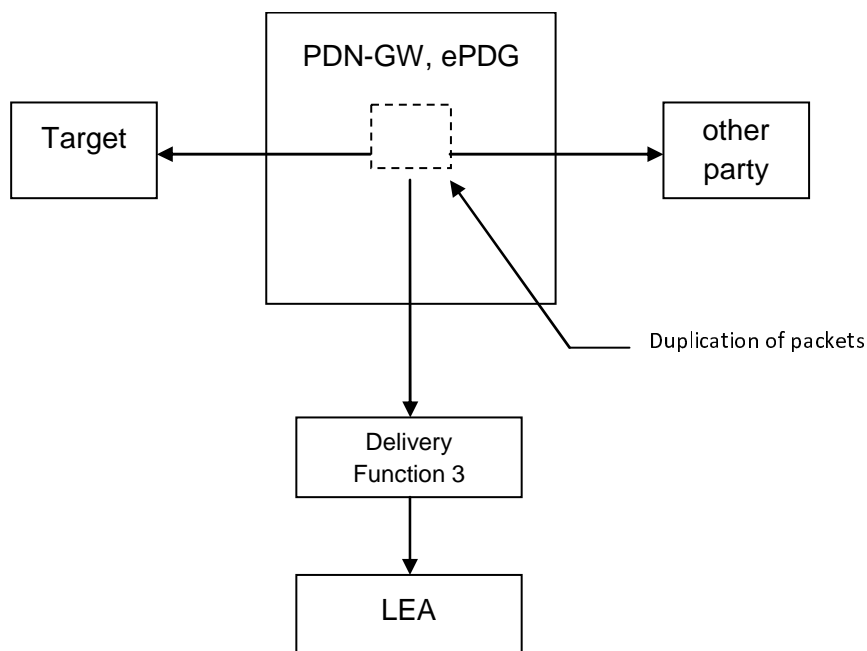 PDN-GW, ePDG
Target
other
party
Duplication of packets
Delivery
Function 3
LEA